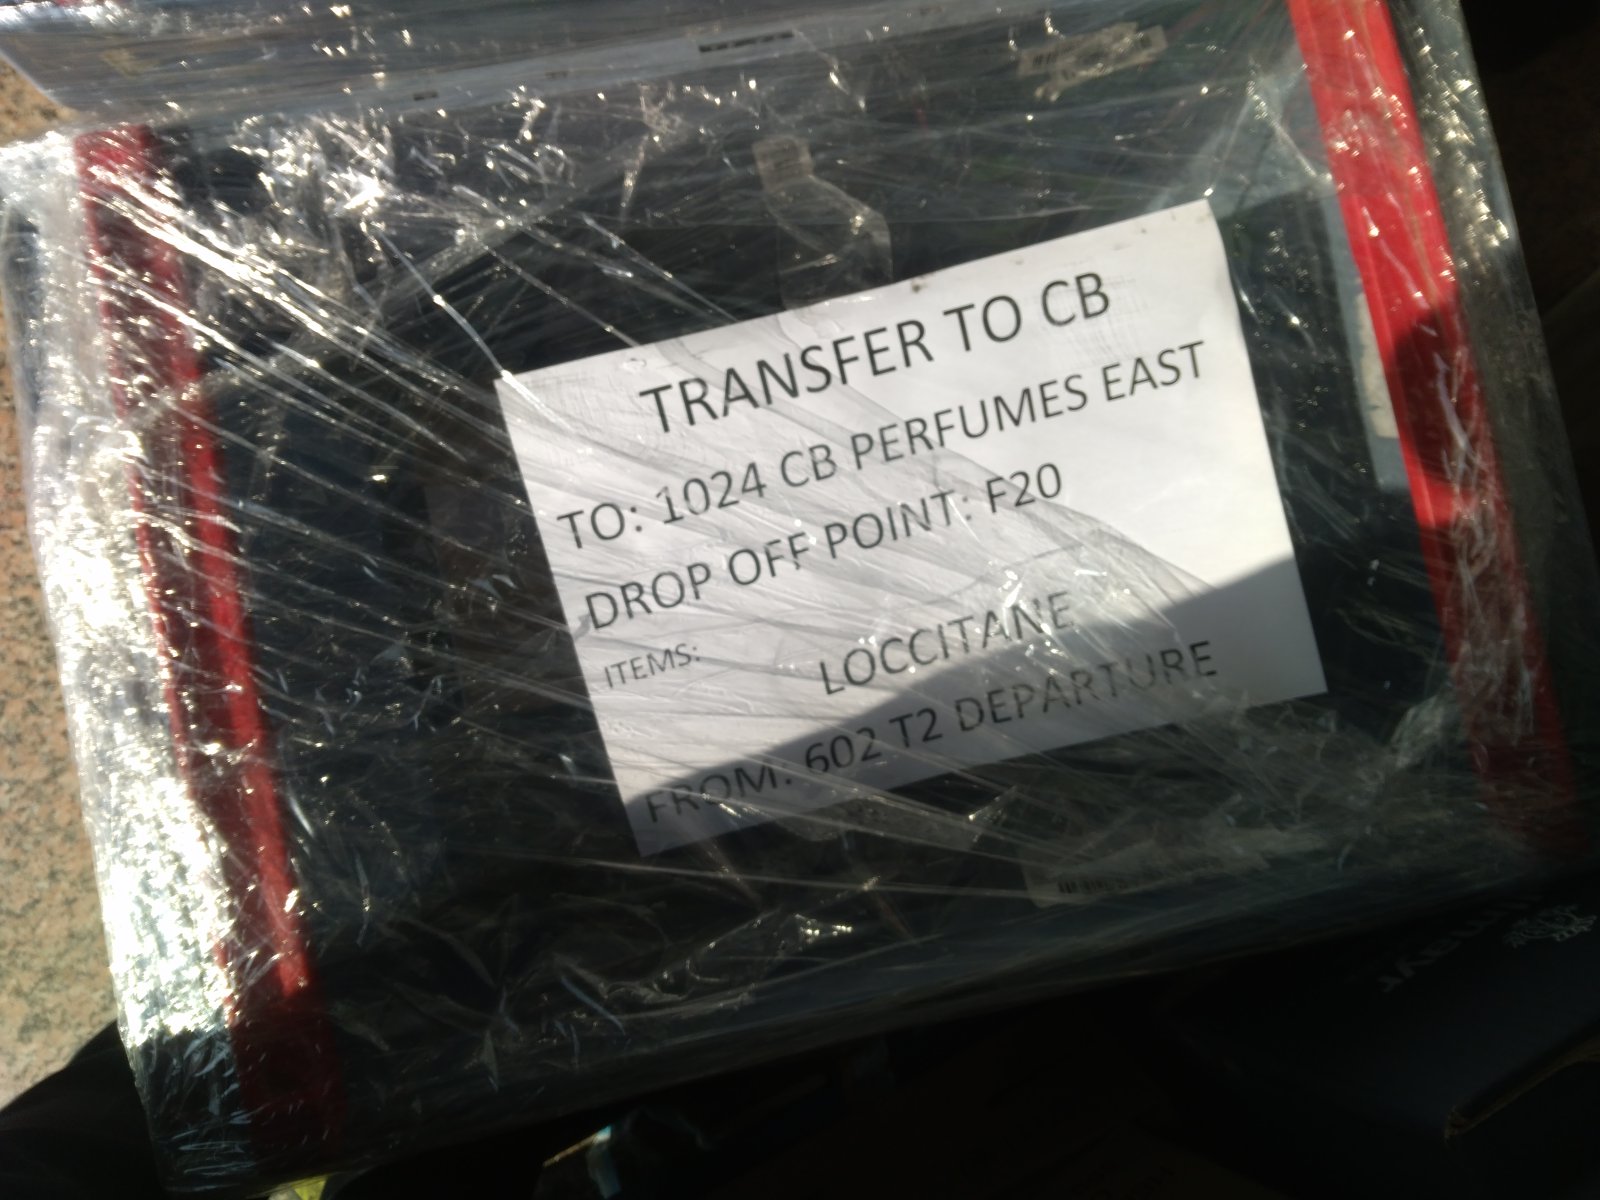 TRANSFER TO CB
TO: 1024 CB PERFUMES EAST
DROP OFF POINT: F20
ITEMS: LOCCITANE
FROM: 602 T2 DEPARTURE